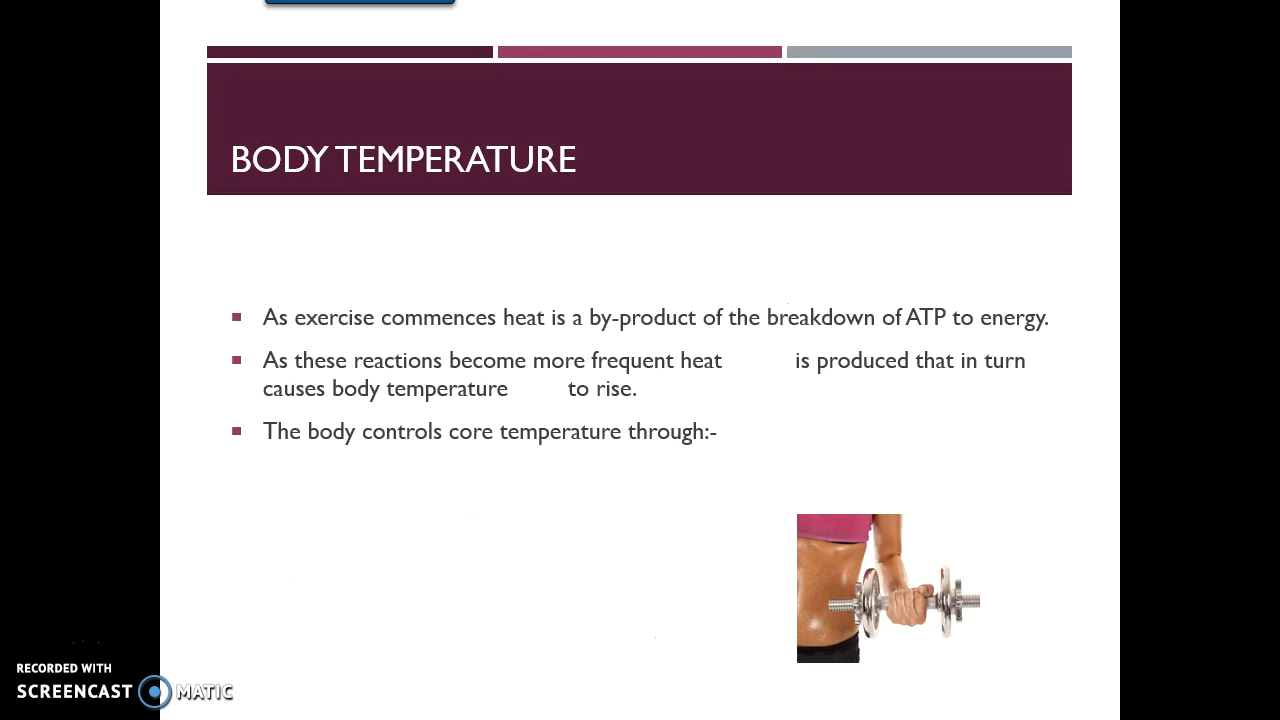 BODY TEMPERATURE
As exercise commences heat is a by-product of the breakdown of ATP to energy.
As these reactions become more frequent heat is produced that in turn
causes body temperature to rise.
The body controls core temperature through:-
RECORDED WITH
SCREENCAST MATIC